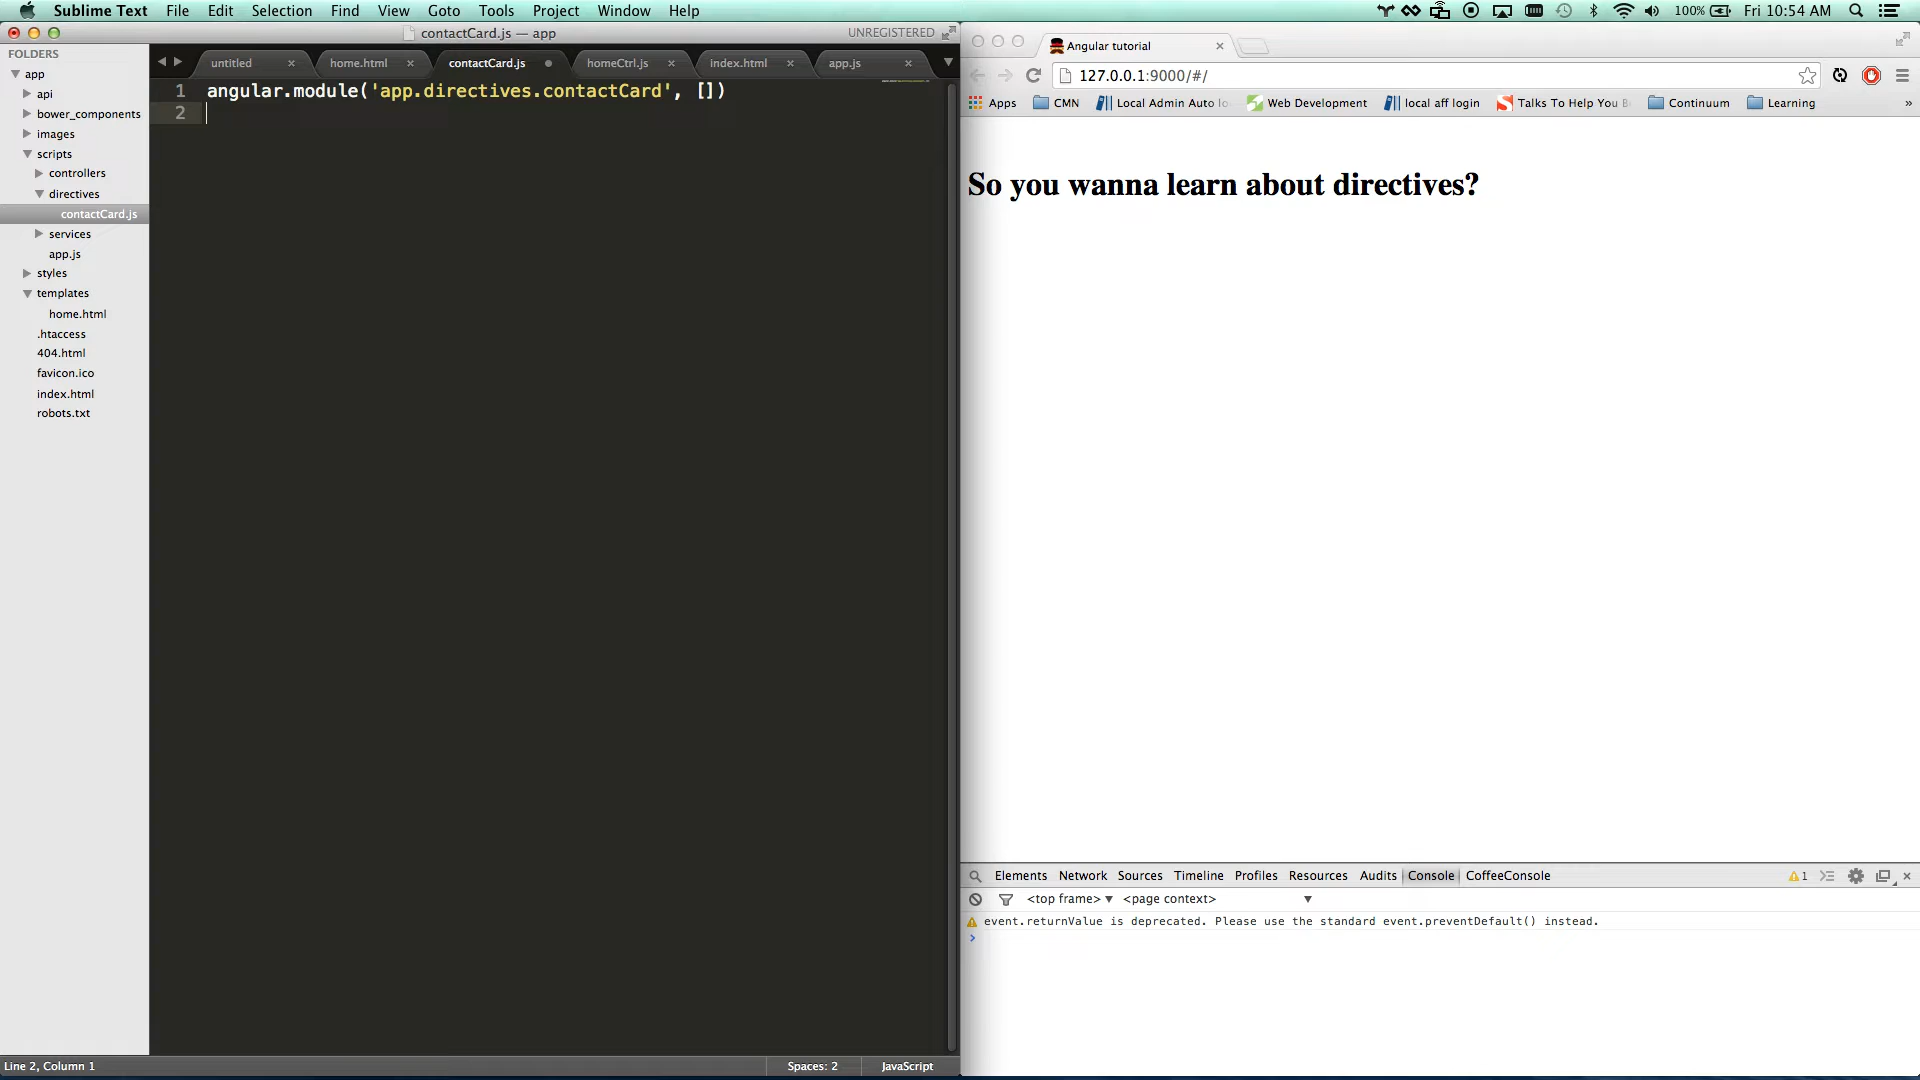 Sublime Text File Edit Selection Find View Goto Tools Project Window Help 100% Fri 10:54 AM
contactCard.js — app UNREGISTERED
FOLDERS
app
api
bower_components
images
scripts
controllers
directives
contactCard.js
services
app.js
styles
templates
home.html
.htaccess
404.html
favicon.ico
index.html
robots.txt
untitled home.html contactCard.js homeCtrl.js index.html app.js
1 angular.module('app.directives.contactCard', [])
2
Line 2, Column 1 Spaces: 2 JavaScript
Angular tutorial
127.0.0.1:9000/#/
Apps CMN Local Admin Auto lo Web Development local aff login Talks To Help You B Continuum Learning »
So you wanna learn about directives?
Elements Network Sources Timeline Profiles Resources Audits Console CoffeeConsole 1
<top frame> <page context>
event.returnValue is deprecated. Please use the standard event.preventDefault() instead.